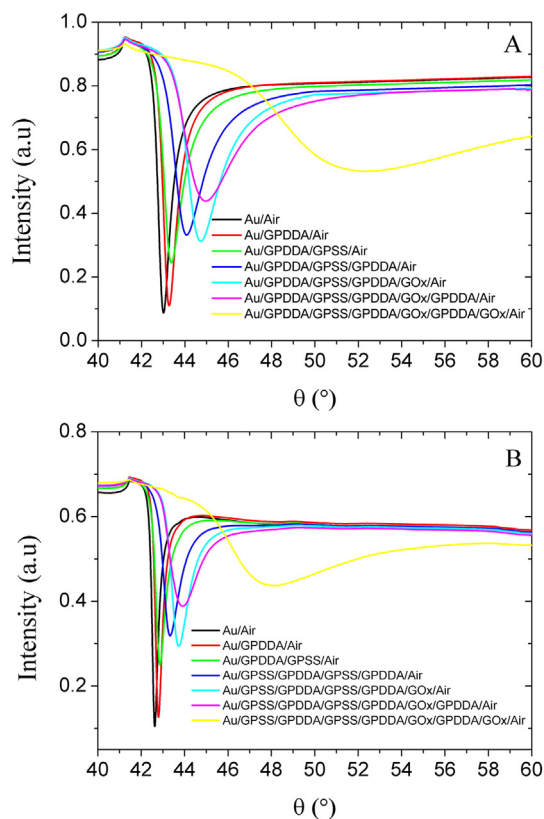 A
1.0
0.8
0.6
0.4
0.2
0.0
Intensity (a.u)
Au/Air
Au/GPDDA/Air
Au/GPDDA/GPSS/Air
Au/GPDDA/GPSS/GPDDA/Air
Au/GPDDA/GPSS/GPDDA/GOx/Air
Au/GPDDA/GPSS/GPDDA/GOx/GPDDA/Air
Au/GPDDA/GPSS/GPDDA/GOx/GPDDA/GOx/Air
40 42 44 46 48 50 52 54 56 58 60
θ (°)
B
0.8
0.6
0.4
0.2
Intensity (a.u)
Au/Air
Au/GPDDA/Air
Au/GPDDA/GPSS/Air
Au/GPSS/GPDDA/GPSS/GPDDA/Air
Au/GPSS/GPDDA/GPSS/GPDDA/GOx/Air
Au/GPSS/GPDDA/GPSS/GPDDA/GOx/GPDDA/Air
Au/GPSS/GPDDA/GPSS/GPDDA/GOx/GPDDA/GOx/Air
40 42 44 46 48 50 52 54 56 58 60
θ (°)